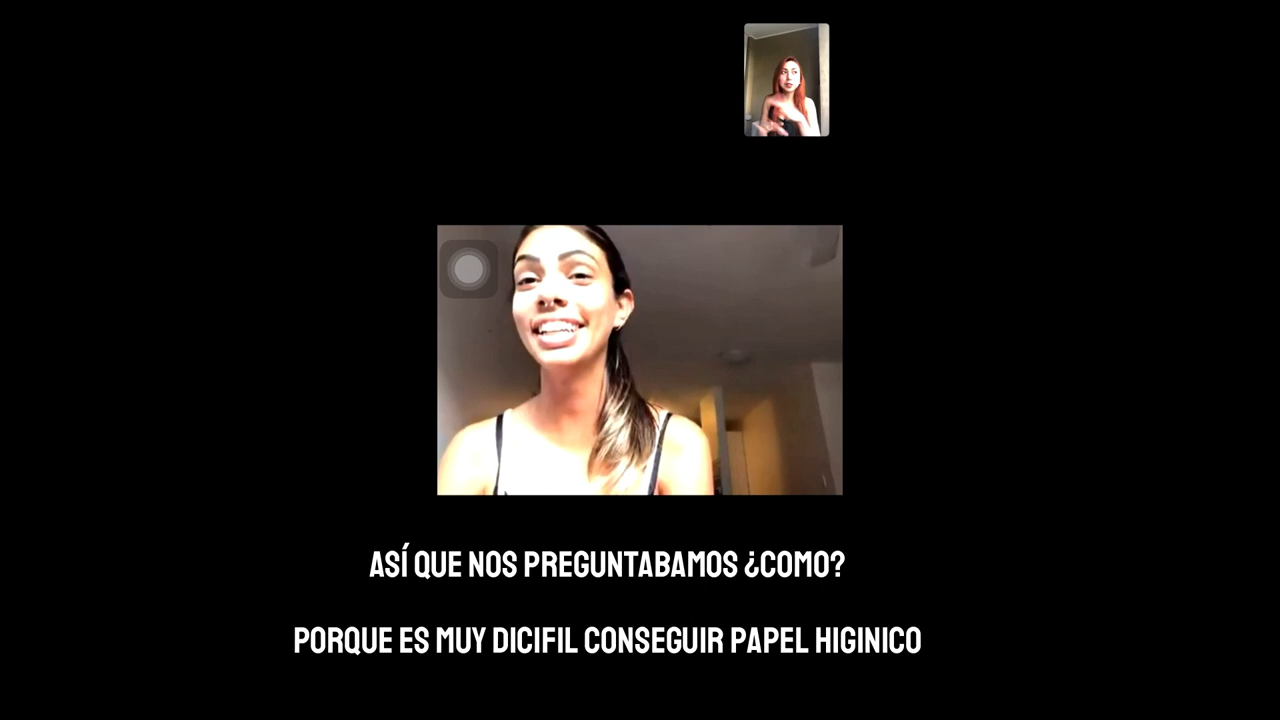 ASÍ QUE NOS PREGUNTABAMOS ¿COMO?
PORQUE ES MUY DICIFIL CONSEGUIR PAPEL HIGINICO